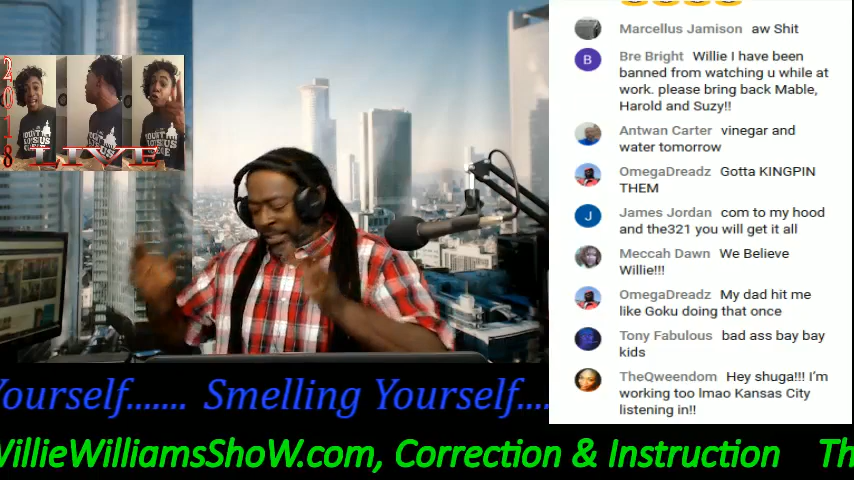 2018
LIVE
Marcellus Jamison aw Shit
B
Bre Bright Willie I have been
banned from watching u while at
work. please bring back Mable,
Harold and Suzy!!
Antwan Carter vinegar and
water tomorrow
OmegaDreadz Gotta KINGPIN
THEM
J
James Jordan com to my hood
and the321 you will get it all
Meccah Dawn We Believe
Willie!!!
OmegaDreadz My dad hit me
like Goku doing that once
Tony Fabulous bad ass bay bay
kids
TheQweendom Hey shuga!!! I'm
working too lmao Kansas City
listening in!!
Yourself....... Smelling Yourself....
WillieWilliamsShoW.com, Correction & Instruction Th